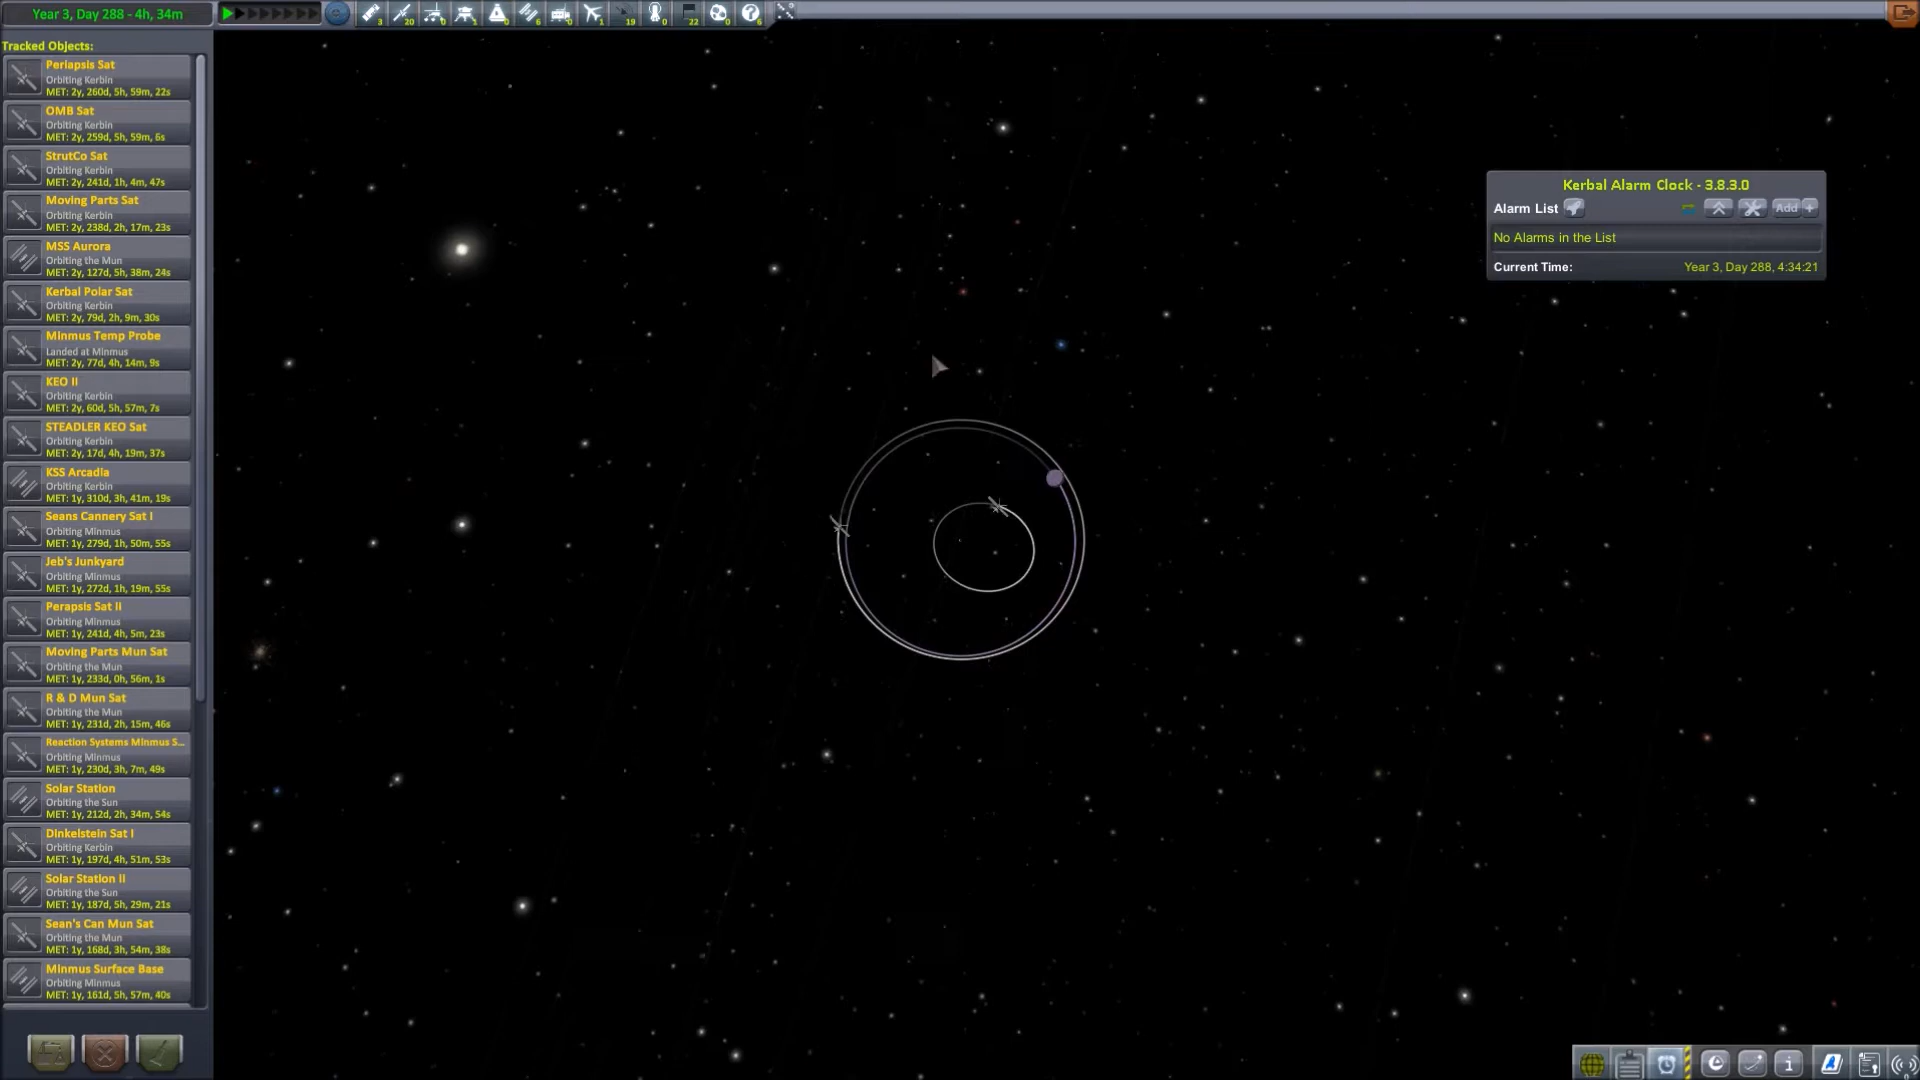 Year 3, Day 288 - 4h, 34m
3
20
0
1
0
6
0
1
19
0
22
0
6
Tracked Objects:
Periapsis Sat
Orbiting Kerbin
MET: 2y, 260d, 5h, 59m, 22s
OMB Sat
Orbiting Kerbin
MET: 2y, 259d, 5h, 59m, 6s
StrutCo Sat
Orbiting Kerbin
MET: 2y, 241d, 1h, 4m, 47s
Moving Parts Sat
Orbiting Kerbin
MET: 2y, 238d, 2h, 17m, 23s
MSS Aurora
Orbiting the Mun
MET: 2y, 127d, 5h, 38m, 24s
Kerbal Polar Sat
Orbiting Kerbin
MET: 2y, 79d, 2h, 9m, 30s
Minmus Temp Probe
Landed at Minmus
MET: 2y, 77d, 4h, 14m, 9s
KEO II
Orbiting Kerbin
MET: 2y, 60d, 5h, 57m, 7s
STEADLER KEO Sat
Orbiting Kerbin
MET: 2y, 17d, 4h, 19m, 37s
KSS Arcadia
Orbiting Kerbin
MET: 1y, 310d, 3h, 41m, 19s
Seans Cannery Sat I
Orbiting Minmus
MET: 1y, 279d, 1h, 50m, 55s
Jeb's Junkyard
Orbiting Minmus
MET: 1y, 272d, 1h, 19m, 55s
Perapsis Sat II
Orbiting Minmus
MET: 1y, 241d, 4h, 5m, 23s
Moving Parts Mun Sat
Orbiting the Mun
MET: 1y, 233d, 0h, 56m, 1s
R & D Mun Sat
Orbiting the Mun
MET: 1y, 231d, 2h, 15m, 46s
Reaction Systems Minmus S...
Orbiting Minmus
MET: 1y, 230d, 3h, 7m, 49s
Solar Station
Orbiting the Sun
MET: 1y, 212d, 2h, 34m, 54s
Dinkelstein Sat I
Orbiting Kerbin
MET: 1y, 197d, 4h, 51m, 53s
Solar Station II
Orbiting the Sun
MET: 1y, 187d, 5h, 29m, 21s
Sean's Can Mun Sat
Orbiting the Mun
MET: 1y, 168d, 3h, 54m, 38s
Minmus Surface Base
Orbiting Minmus
MET: 1y, 161d, 5h, 57m, 40s
Kerbal Alarm Clock - 3.8.3.0
Alarm List
Add +
No Alarms in the List
Current Time: Year 3, Day 288, 4:34:21